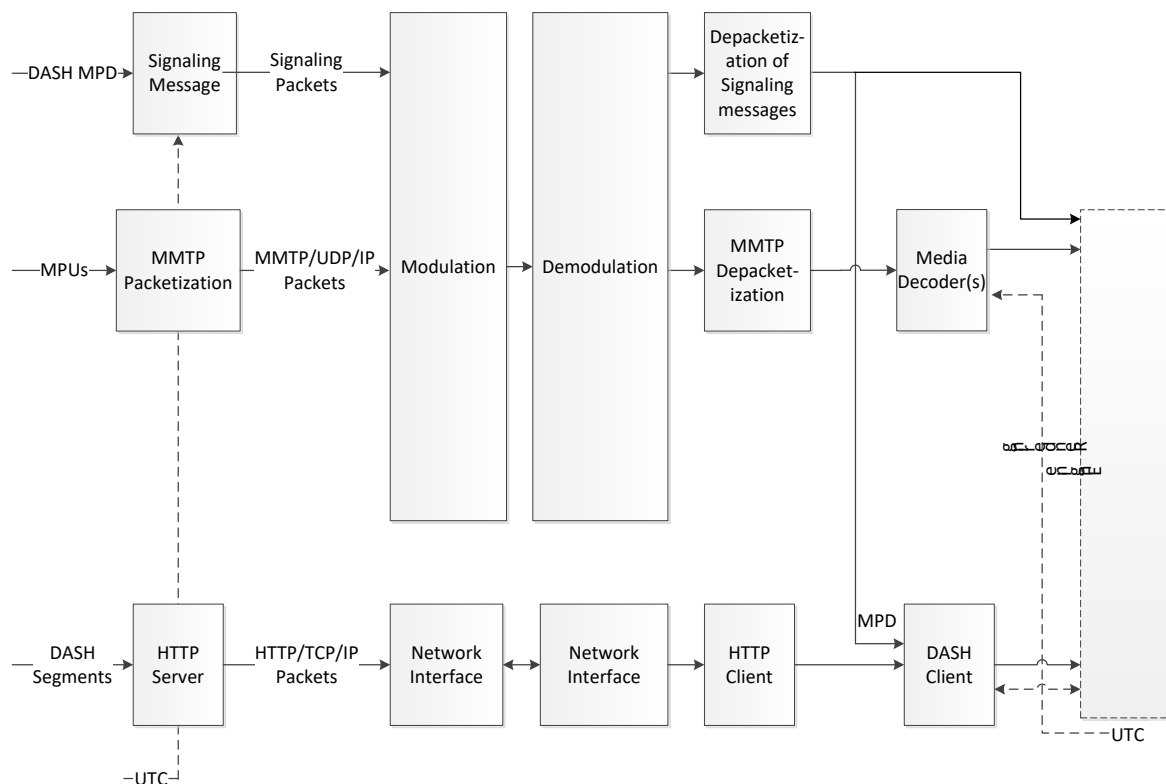 DASH MPD
Signaling
Message
Signaling
Packets
Depacketiz-
ation of
Signaling
messages
MPUs
MMTP
Packetization
MMTP/UDP/IP
Packets
Modulation
Demodulation
MMTP
Depacket-
ization
Media
Decoder(s)
DASH
Segments
HTTP
Server
HTTP/TCP/IP
Packets
Network
Interface
Network
Interface
HTTP
Client
MPD
DASH
Client
UTC
UTC